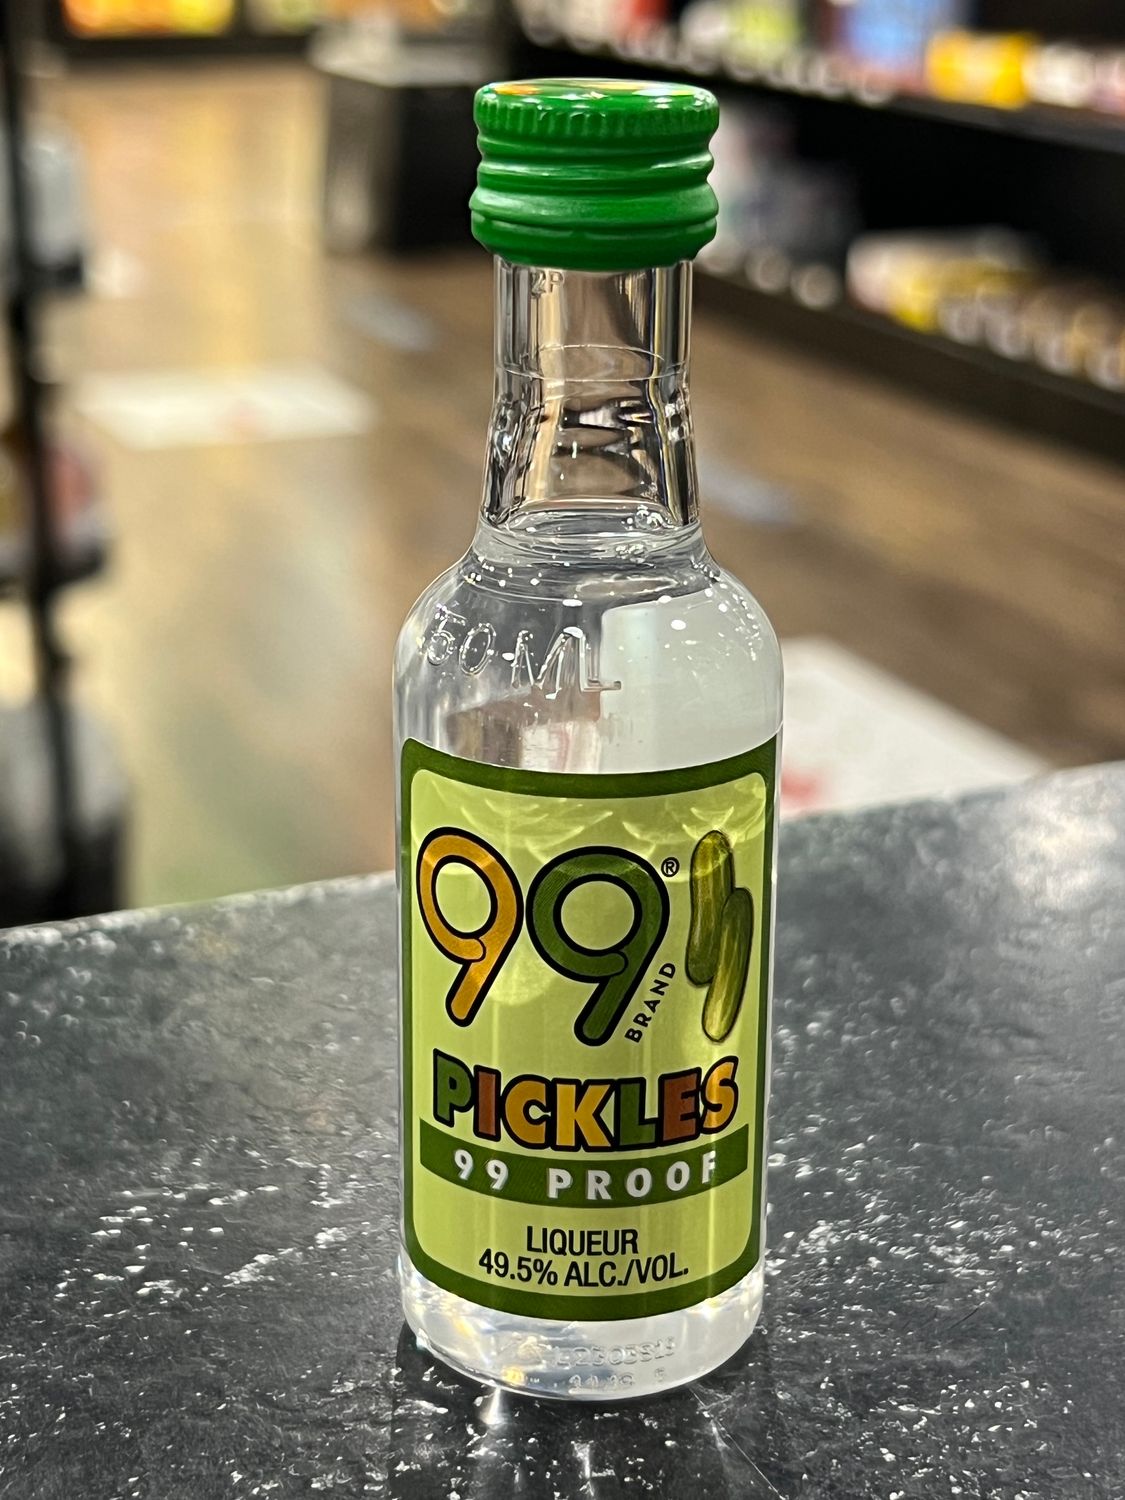 50 ML
99®
BRAND
PICKLES
99 PROOF
LIQUEUR
49.5% ALC./VOL.